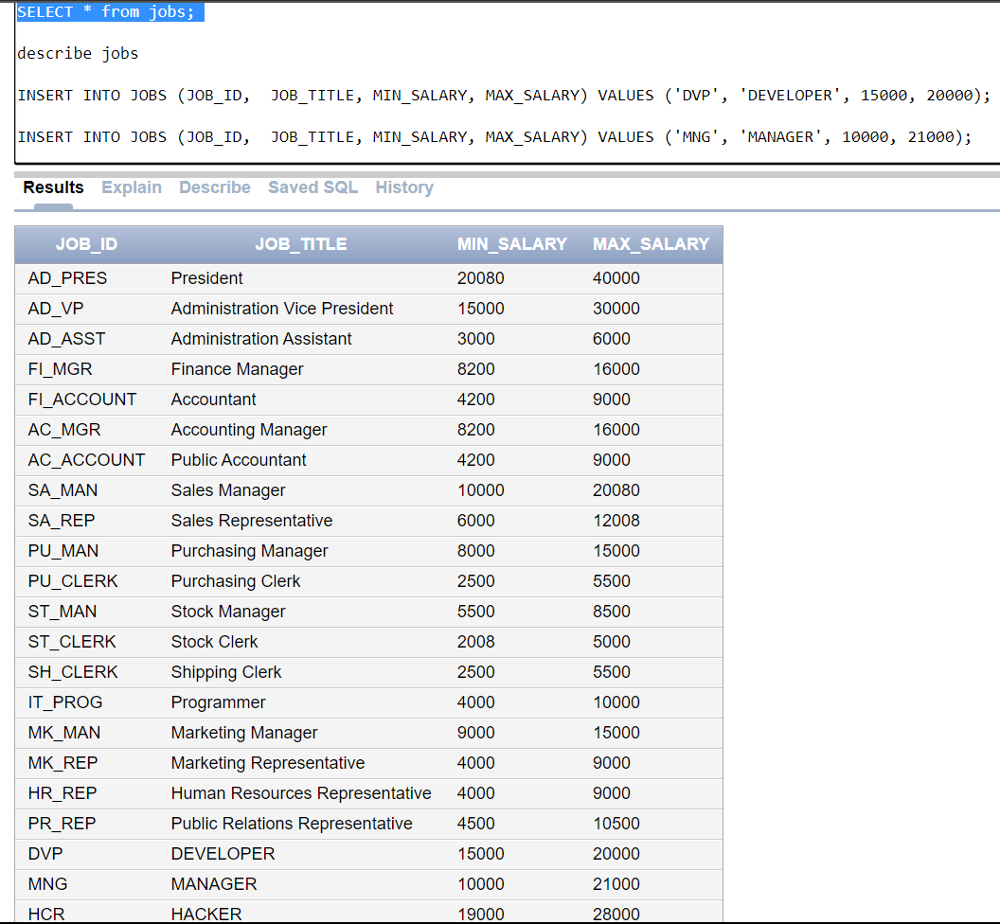 SELECT * from jobs;
describe jobs
INSERT INTO JOBS (JOB_ID,  JOB_TITLE, MIN_SALARY, MAX_SALARY) VALUES ('DVP', 'DEVELOPER', 15000, 20000);
INSERT INTO JOBS (JOB_ID,  JOB_TITLE, MIN_SALARY, MAX_SALARY) VALUES ('MNG', 'MANAGER', 10000, 21000);
Results Explain Describe Saved SQL History
JOB_ID JOB_TITLE MIN_SALARY MAX_SALARY
AD_PRES President 20080 40000
AD_VP Administration Vice President 15000 30000
AD_ASST Administration Assistant 3000 6000
FI_MGR Finance Manager 8200 16000
FI_ACCOUNT Accountant 4200 9000
AC_MGR Accounting Manager 8200 16000
AC_ACCOUNT Public Accountant 4200 9000
SA_MAN Sales Manager 10000 20080
SA_REP Sales Representative 6000 12008
PU_MAN Purchasing Manager 8000 15000
PU_CLERK Purchasing Clerk 2500 5500
ST_MAN Stock Manager 5500 8500
ST_CLERK Stock Clerk 2008 5000
SH_CLERK Shipping Clerk 2500 5500
IT_PROG Programmer 4000 10000
MK_MAN Marketing Manager 9000 15000
MK_REP Marketing Representative 4000 9000
HR_REP Human Resources Representative 4000 9000
PR_REP Public Relations Representative 4500 10500
DVP DEVELOPER 15000 20000
MNG MANAGER 10000 21000
HCR HACKER 19000 28000